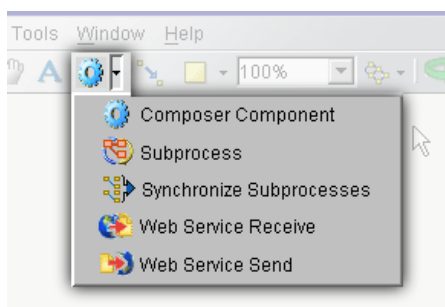 Tools Window Help
A 100%
Composer Component
Subprocess
Synchronize Subprocesses
Web Service Receive
Web Service Send